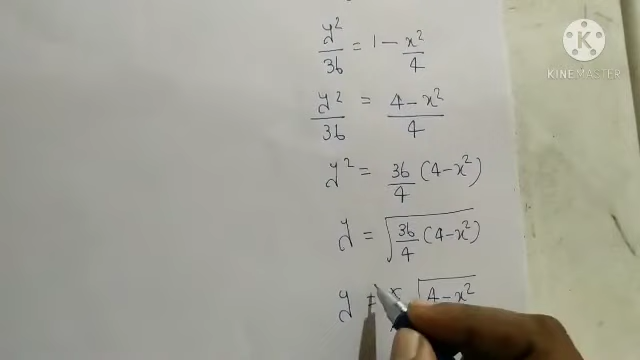 y²/36 = 1 - x²/4
y²/36 = 4-x²/4
y² = 36/4 (4-x²)
y = √36/4 (4-x²)
y = √4-x²
KINEMASTER